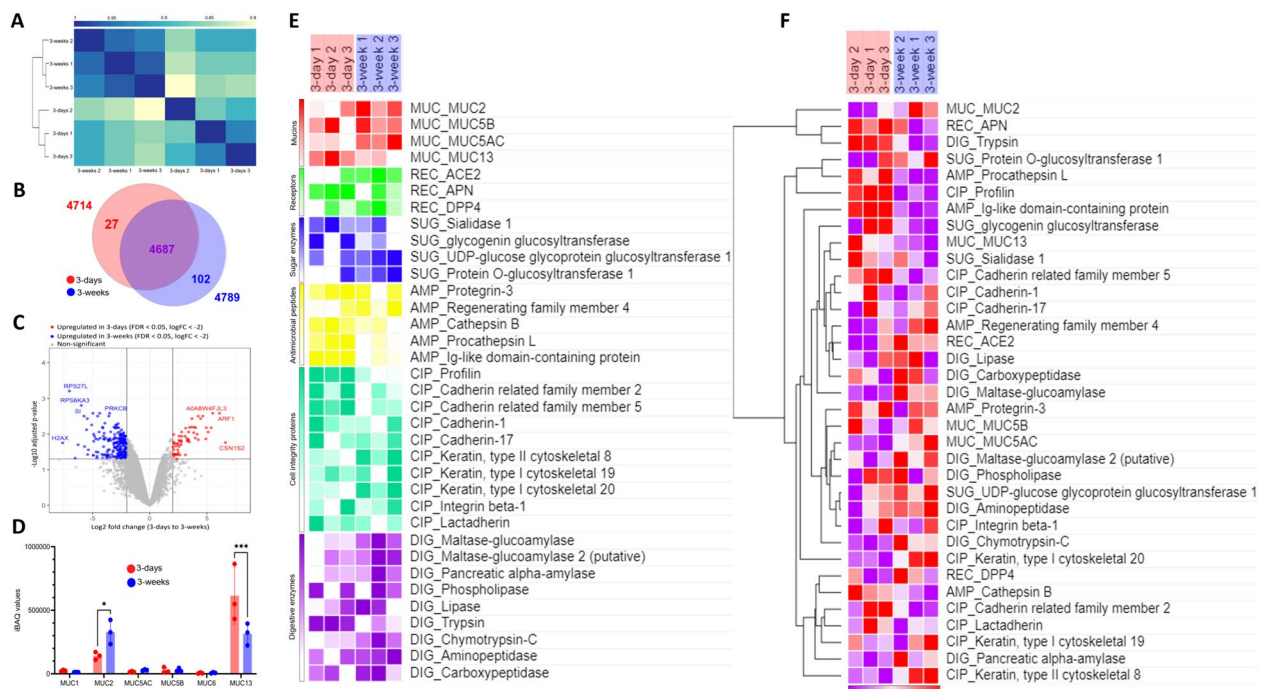 A
1
0.95
0.85
0.8
3-weeks 2
3-weeks 1
3-weeks 3
3-days 2
3-days 1
3-days 3
3-weeks 2
3-weeks 1
3-weeks 3
3-days 2
3-days 1
3-days 3
B
4714
27
4687
102
4789
3-days
3-weeks
C
Upregulated in 3-days (FDR < 0.05, logFC < -2)
Upregulated in 3-weeks (FDR < 0.05, logFC < -2)
Non-significant
-Log10 adjusted p-value
4
3
2
1
0
RPS27L
RPS6KA3
SI
PRKCB
H2AX
A0A8W4FJL3
ARF1
CSN1S2
-5
0
5
Log2 fold change (3-days to 3-weeks)
D
iBAQ values
1000000
500000
0
3-days
3-weeks
*
***
MUC1
MUC2
MUC5AC
MUC5B
MUC6
MUC13
E
3-day 1
3-day 2
3-day 3
3-week 1
3-week 2
3-week 3
Mucins
MUC_MUC2
MUC_MUC5B
MUC_MUC5AC
MUC_MUC13
Receptors
REC_ACE2
REC_APN
REC_DPP4
Sugar enzymes
SUG_Sialidase 1
SUG_glycogenin glucosyltransferase
SUG_UDP-glucose glycoprotein glucosyltransferase 1
SUG_Protein O-glucosyltransferase 1
Antimicrobial peptides
AMP_Protegrin-3
AMP_Regenerating family member 4
AMP_Cathepsin B
AMP_Procathepsin L
AMP_Ig-like domain-containing protein
Cell integrity proteins
CIP_Profilin
CIP_Cadherin related family member 2
CIP_Cadherin related family member 5
CIP_Cadherin-1
CIP_Cadherin-17
CIP_Keratin, type II cytoskeletal 8
CIP_Keratin, type I cytoskeletal 19
CIP_Keratin, type I cytoskeletal 20
CIP_Integrin beta-1
CIP_Lactadherin
Digestive enzymes
DIG_Maltase-glucoamylase
DIG_Maltase-glucoamylase 2 (putative)
DIG_Pancreatic alpha-amylase
DIG_Phospholipase
DIG_Lipase
DIG_Trypsin
DIG_Chymotrypsin-C
DIG_Aminopeptidase
DIG_Carboxypeptidase
F
3-day 2
3-day 1
3-day 3
3-week 2
3-week 1
3-week 3
MUC_MUC2
REC_APN
DIG_Trypsin
SUG_Protein O-glucosyltransferase 1
AMP_Procathepsin L
CIP_Profilin
AMP_Ig-like domain-containing protein
SUG_glycogenin glucosyltransferase
MUC_MUC13
SUG_Sialidase 1
CIP_Cadherin related family member 5
CIP_Cadherin-1
CIP_Cadherin-17
AMP_Regenerating family member 4
REC_ACE2
DIG_Lipase
DIG_Carboxypeptidase
DIG_Maltase-glucoamylase
AMP_Protegrin-3
MUC_MUC5B
MUC_MUC5AC
DIG_Maltase-glucoamylase 2 (putative)
DIG_Phospholipase
SUG_UDP-glucose glycoprotein glucosyltransferase 1
DIG_Aminopeptidase
CIP_Integrin beta-1
DIG_Chymotrypsin-C
CIP_Keratin, type I cytoskeletal 20
REC_DPP4
AMP_Cathepsin B
CIP_Cadherin related family member 2
CIP_Lactadherin
CIP_Keratin, type I cytoskeletal 19
DIG_Pancreatic alpha-amylase
CIP_Keratin, type II cytoskeletal 8